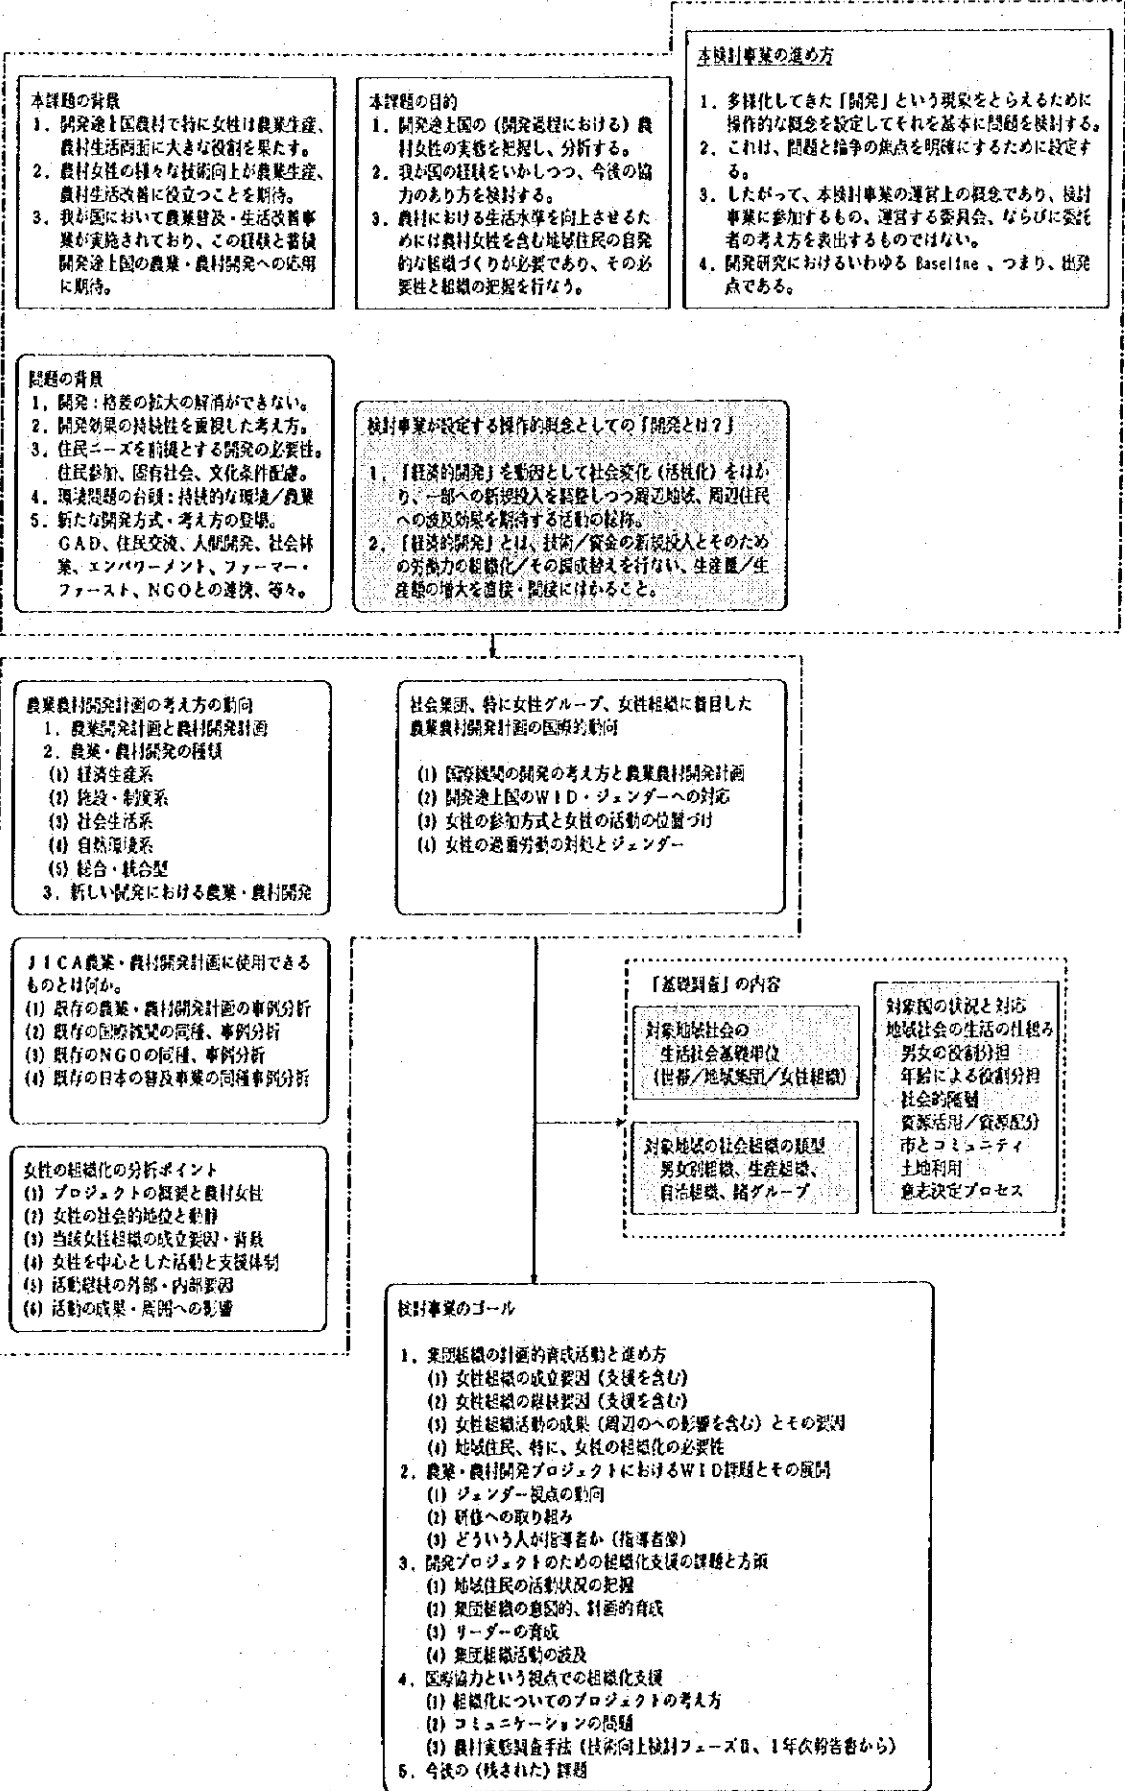 本課題の背景
1. 開発途上国農村で特に女性は農業生産、
農村生活両面に大きな役割を果たす。
2. 農村女性の様々な技術向上が農業生産、
農村生活改善に役立つことを期待。
3. 我が国において農業普及・生活改善事
業が実施されており、この経験と蓄積
開発途上国の農業・農村開発への応用
に期待。
本課題の目的
1. 開発途上国の(開発過程における)農
村女性の実態を把握し、分析する。
2. 我が国の経験をいかしつつ、今後の協
力のあり方を検討する。
3. 農村における生活水準を向上させるた
めには農村女性を含む地域住民の自発
的な組織づくりが必要であり、その必
要性と組織の把握を行なう。
本検討事業の進め方
1. 多様化してきた「開発」という現象をとらえるために
操作的な概念を設定してそれを基本に問題を検討する。
2. これは、問題と論争の焦点を明確にするために設定す
る。
3. したがって、本検討事業の運営上の概念であり、検討
事業に参加するもの、運営する委員会、ならびに委託
者の考え方を表出するものではない。
4. 開発研究におけるいわゆる Baseline 、つまり、出発
点である。
問題の背景
1. 開発:格差の拡大の解消ができない。
2. 開発効果の持続性を重視した考え方。
3. 住民ニーズを前提とする開発の必要性。
住民参加、固有社会、文化条件配慮。
4. 環境問題の台頭:持続的な環境/農業
5. 新たな開発方式・考え方の登場。
GAD、住民交流、人間開発、社会林
業、エンパワーメント、ファーマー・
ファースト、NGOとの連携、等々。
検討事業が設定する操作的概念としての「開発とは?」
1. 「経済的開発」を動因として社会変化(活性化)をはか
り、一部への新規投入を調整しつつ周辺地域、周辺住民
への波及効果を期待する活動の総称。
2. 「経済的開発」とは、技術/資金の新規投入とそのため
の労働力の組織化/その編成替えを行ない、生産量/生
産額の増大を直接・間接にはかること。
農業農村開発計画の考え方の動向
1. 農業開発計画と農村開発計画
2. 農業・農村開発の種類
(1) 経済生産系
(2) 施設・制度系
(3) 社会生活系
(4) 自然環境系
(5) 総合・統合型
3. 新しい開発における農業・農村開発
社会集団、特に女性グループ、女性組織に着目した
農業農村開発計画の国際的動向
(1) 国際機関の開発の考え方と農業農村開発計画
(2) 開発途上国のWID・ジェンダーへの対応
(3) 女性の参加方式と女性の活動の位置づけ
(4) 女性の過重労働の対処とジェンダー
JICA農業・農村開発計画に使用できる
ものとは何か。
(1) 既存の農業・農村開発計画の事例分析
(2) 既存の国際機関の同種、事例分析
(3) 既存のNGOの同種、事例分析
(4) 既存の日本の普及事業の同種事例分析
女性の組織化の分析ポイント
(1) プロジェクトの概要と農村女性
(2) 女性の社会的地位と動静
(3) 当該女性組織の成立要因・背景
(4) 女性を中心とした活動と支援体制
(5) 活動継続の外部・内部要因
(6) 活動の成果・周囲への影響
「基礎調査」の内容
対象地域社会の
生活社会基礎単位
(世帯/地域集団/女性組織)
対象地域の社会組織の類型
男女別組織、生産組織、
自治組織、諸グループ
対象国の状況と対応
地域社会の生活の仕組み
男女の役割分担
年齢による役割分担
社会的階層
資源活用/資源配分
市とコミュニティ
土地利用
意志決定プロセス
検討事業のゴール
1. 集団組織の計画的育成活動と進め方
(1) 女性組織の成立要因(支援を含む)
(2) 女性組織の継続要因(支援を含む)
(3) 女性組織活動の成果(周辺のへの影響を含む)とその要因
(4) 地域住民、特に、女性の組織化の必要性
2. 農業・農村開発プロジェクトにおけるWID課題とその展開
(1) ジェンダー視点の動向
(2) 研修への取り組み
(3) どういう人が指導者か(指導者像)
3. 開発プロジェクトのための組織化支援の課題と方策
(1) 地域住民の活動状況の把握
(2) 集団組織の意図的、計画的育成
(3) リーダーの育成
(4) 集団組織活動の波及
4. 国際協力という視点での組織化支援
(1) 組織化についてのプロジェクトの考え方
(2) コミュニケーションの問題
(3) 農村実態調査手法(技術向上検討フェーズⅡ、1年次報告書から)
5. 今後の(残された)課題